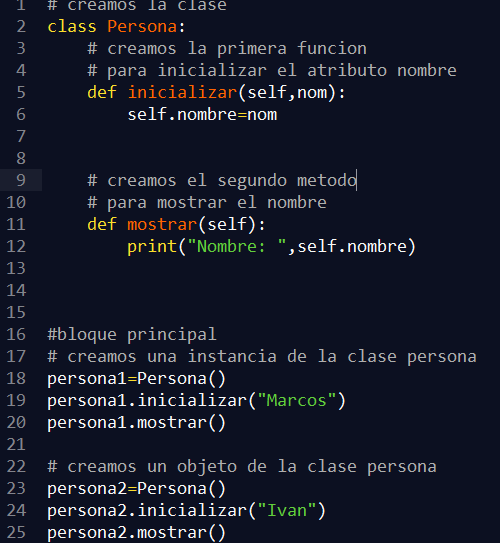 1 # creamos la clase
2 class Persona:
3     # creamos la primera funcion
4     # para inicializar el atributo nombre
5     def inicializar(self,nom):
6         self.nombre=nom
7
8
9     # creamos el segundo metodo
10     # para mostrar el nombre
11     def mostrar(self):
12         print("Nombre: ",self.nombre)
13
14
15
16 #bloque principal
17 # creamos una instancia de la clase persona
18 persona1=Persona()
19 persona1.inicializar("Marcos")
20 persona1.mostrar()
21
22 # creamos un objeto de la clase persona
23 persona2=Persona()
24 persona2.inicializar("Ivan")
25 persona2.mostrar()